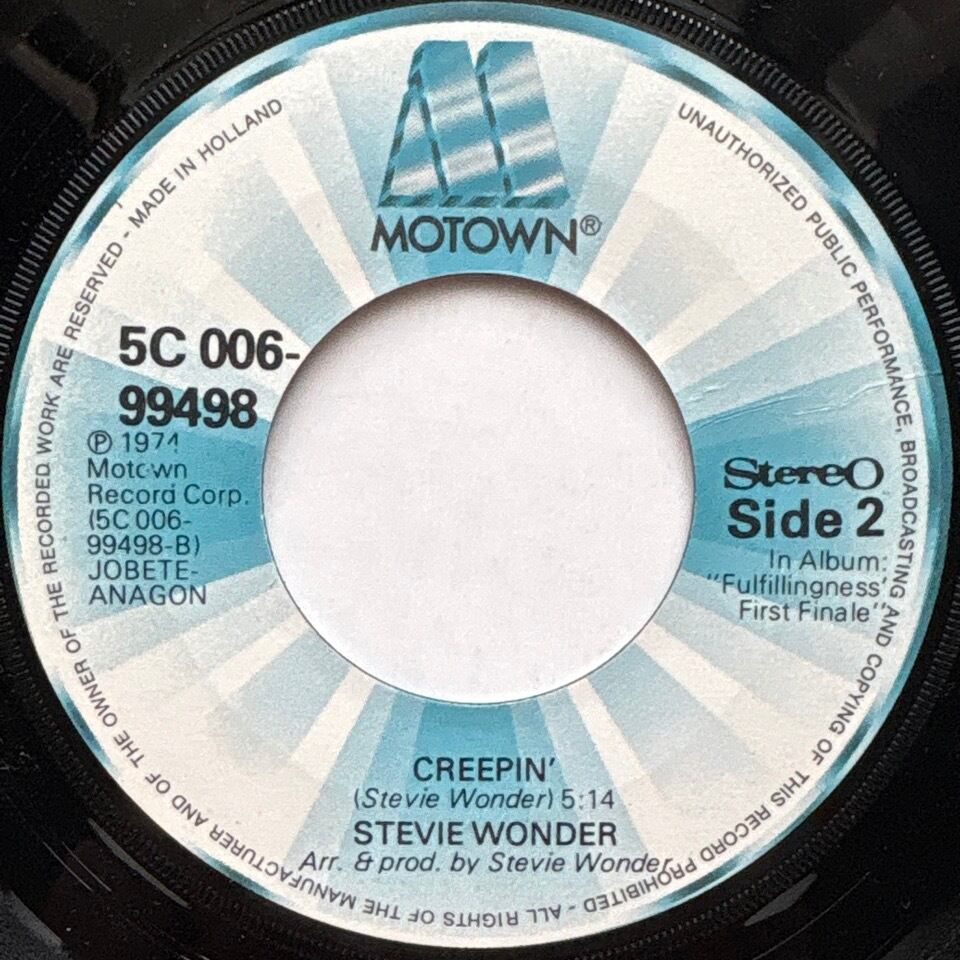 MOTOWN®
5C 006-
99498
℗ 1974
Motown
Record Corp.
(5C 006-
99498-B)
JOBETE-
ANAGON
Stereo
Side 2
In Album:
"Fulfillingness'
First Finale"
CREEPIN'
(Stevie Wonder) 5:14
STEVIE WONDER
Arr. & prod. by Stevie Wonder
UNAUTHORIZED PUBLIC PERFORMANCE, BROADCASTING AND COPYING OF THIS RECORD PROHIBITED - ALL RIGHTS OF THE MANUFACTURER AND OF THE OWNER OF THE RECORDED WORK ARE RESERVED - MADE IN HOLLAND